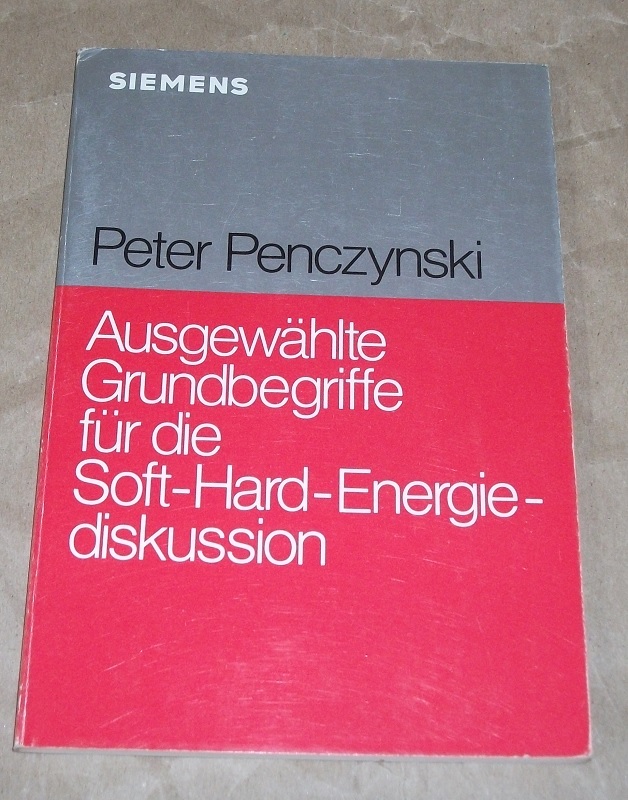 SIEMENS
Peter Penczynski
Ausgewählte
Grundbegriffe
für die
Soft-Hard-Energie-
diskussion